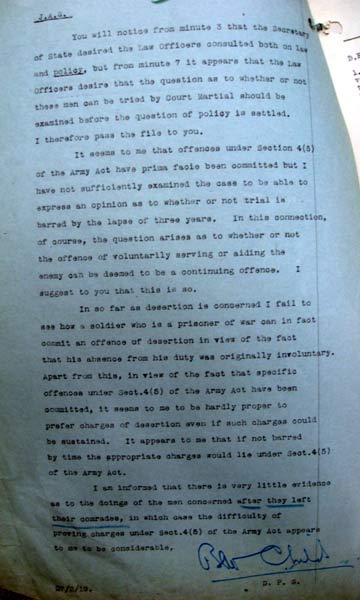 J.A.G.
You will notice from minute 3 that the Secretary
of State desired the Law Officers consulted both on law
and policy, but from minute 7 it appears that the Law
Officers desire that the question as to whether or not
these men can be tried by Court Martial should be
examined before the question of policy is settled.
I therefore pass the file to you.
It seems to me that offences under Section 4(5)
of the Army Act have prima facie been committed but I
have not sufficiently examined the case to be able to
express an opinion as to whether or not trial is
barred by the lapse of three years. In this connection,
of course, the question arises as to whether or not
the offence of voluntarily serving or aiding the
enemy can be deemed to be a continuing offence. I
suggest to you that this is so.
In so far as desertion is concerned I fail to
see how a soldier who is a prisoner of war can in fact
commit an offence of desertion in view of the fact
that his absence from his duty was originally involuntary.
Apart from this, in view of the fact that specific
offences under Sect.4(5) of the Army Act have been
committed, it seems to me to be hardly proper to
prefer charges of desertion even if such charges could
be sustained. It appears to me that if not barred
by time the appropriate charges would lie under Sect.4(5)
of the Army Act.
I am informed that there is very little evidence
as to the doings of the men concerned after they left
their comrades, in which case the difficulty of
proving charges under Sect.4(5) of the Army Act appears
to me to be considerable.
Child
D. P. S.
D.P
1.